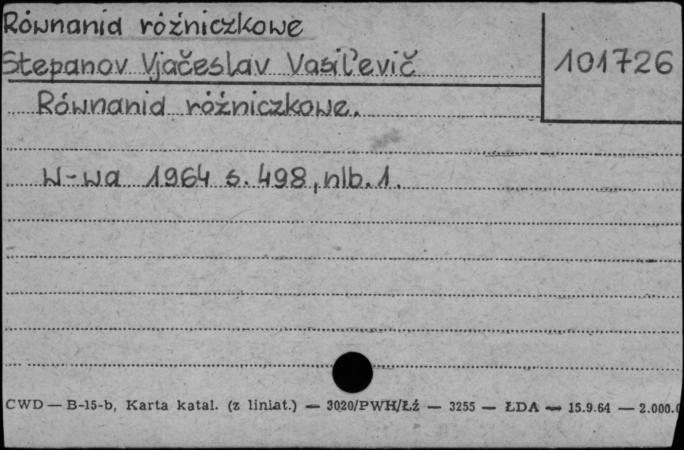 Równania różniczkowe
Stepanov Vjačeslav Vasil'evič
101726
Równania różniczkowe.
W-wa 1964 s. 498, nlb. 1.
CWD — B-15-b, Karta katal. (z liniat.) — 3020/PWH/Łź — 3255 — ŁDA — 15.9.64 — 2.000.0